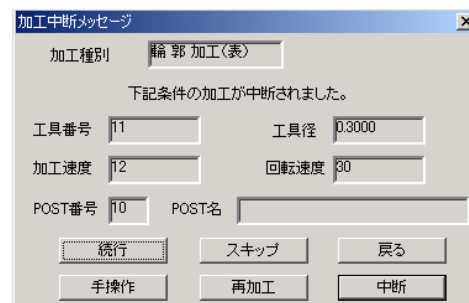 加工中断メッセージ
加工種別 輪 郭 加工(表)
下記条件の加工が中断されました。
工具番号 11 工具径 0.3000
加工速度 12 回転速度 30
POST番号 10 POST名
続行 スキップ 戻る
手操作 再加工 中断